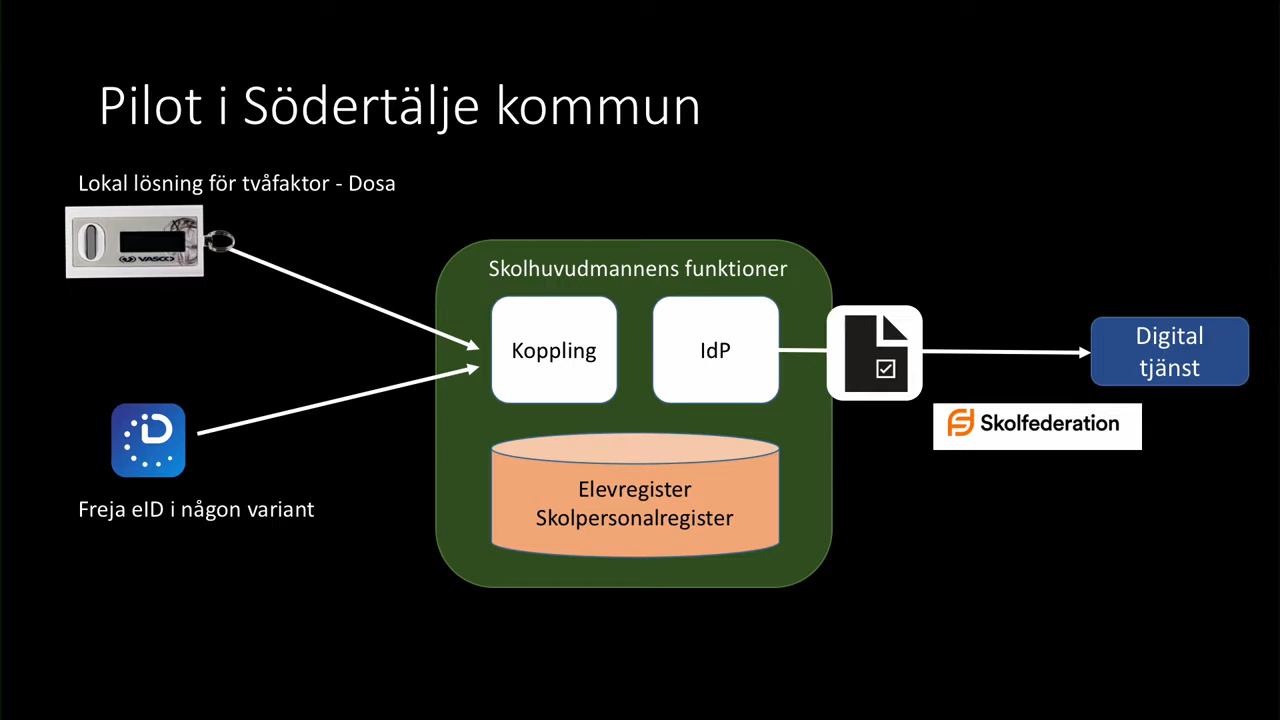 Pilot i Södertälje kommun
Lokal lösning för tvåfaktor - Dosa
VASCO
Skolhuvudmannens funktioner
Koppling
IdP
Digital
tjänst
Skolfederation
Elevregister
Skolpersonalregister
Freja eID i någon variant